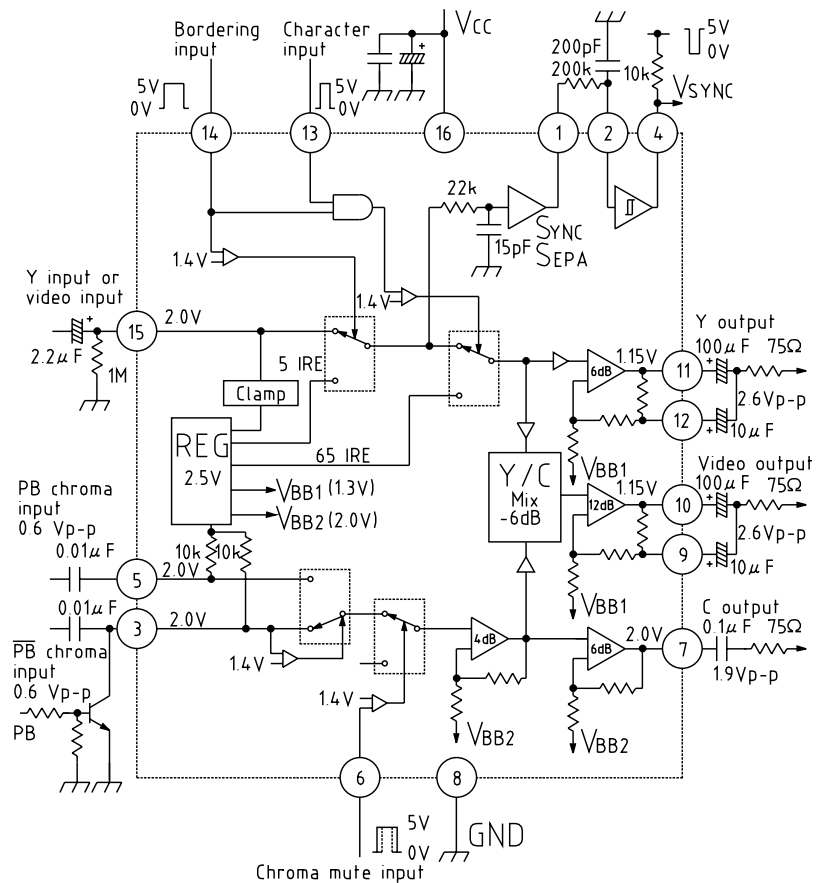 Bordering input
Character input
VCC
200pF
200k
10k
5V
0V
VSYNC
5V
0V
5V
0V
14
13
16
1
2
4
22k
15pF
SYNC SEPA
1.4V
1.4V
Y input or video input
2.0V
15
2.2μF
1M
5 IRE
Clamp
REG
2.5V
65 IRE
VBB1 (1.3V)
VBB2 (2.0V)
Y/C
Mix
-6dB
6dB
1.15V
11
12
Y output
100μF
75Ω
2.6Vp-p
10μF
VBB1
Video output
12dB
1.15V
10
9
100μF
75Ω
2.6Vp-p
10μF
VBB1
PB chroma input
0.6 Vp-p
0.01μF
10k
10k
5
2.0V
0.01μF
3
2.0V
PB chroma input
0.6 Vp-p
PB
1.4V
1.4V
4dB
VBB2
6dB
2.0V
7
C output
0.1μF
75Ω
1.9Vp-p
VBB2
6
8
5V
0V
GND
Chroma mute input